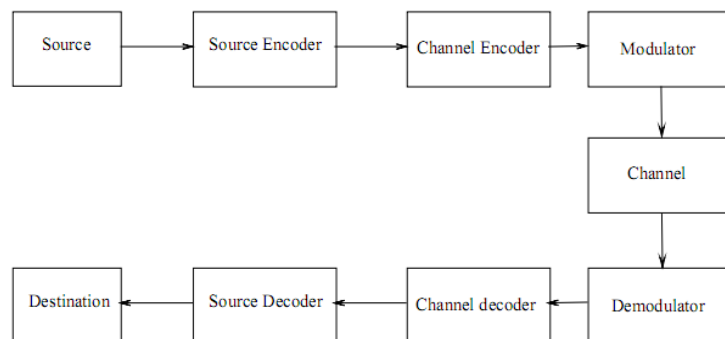 Source
Source Encoder
Channel Encoder
Modulator
Channel
Destination
Source Decoder
Channel decoder
Demodulator